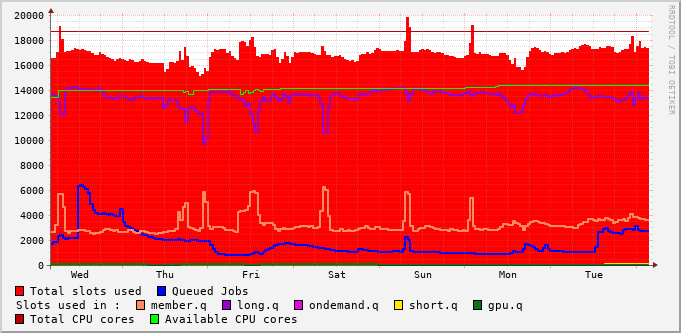 20000
18000
16000
14000
12000
10000
8000
6000
4000
2000
0
Wed Thu Fri Sat Sun Mon Tue
RRDTOOL / TOBI OETIKER
Total slots used Queued Jobs
Slots used in : member.q long.q ondemand.q short.q gpu.q
Total CPU cores Available CPU cores